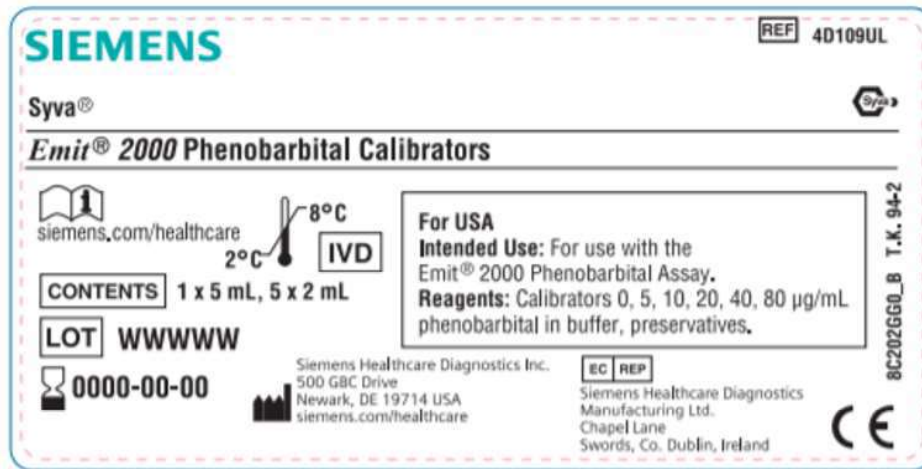 SIEMENS
REF 4D109UL
Syva®
Syva
Emit® 2000 Phenobarbital Calibrators
siemens.com/healthcare
8°C
2°C
IVD
CONTENTS 1 x 5 mL, 5 x 2 mL
LOT WWWWW
0000-00-00
For USA
Intended Use: For use with the
Emit® 2000 Phenobarbital Assay.
Reagents: Calibrators 0, 5, 10, 20, 40, 80 µg/mL
phenobarbital in buffer, preservatives.
Siemens Healthcare Diagnostics Inc.
500 GBC Drive
Newark, DE 19714 USA
siemens.com/healthcare
EC REP
Siemens Healthcare Diagnostics
Manufacturing Ltd.
Chapel Lane
Swords, Co. Dublin, Ireland
CE
8C202GG0_B T.K. 94-2